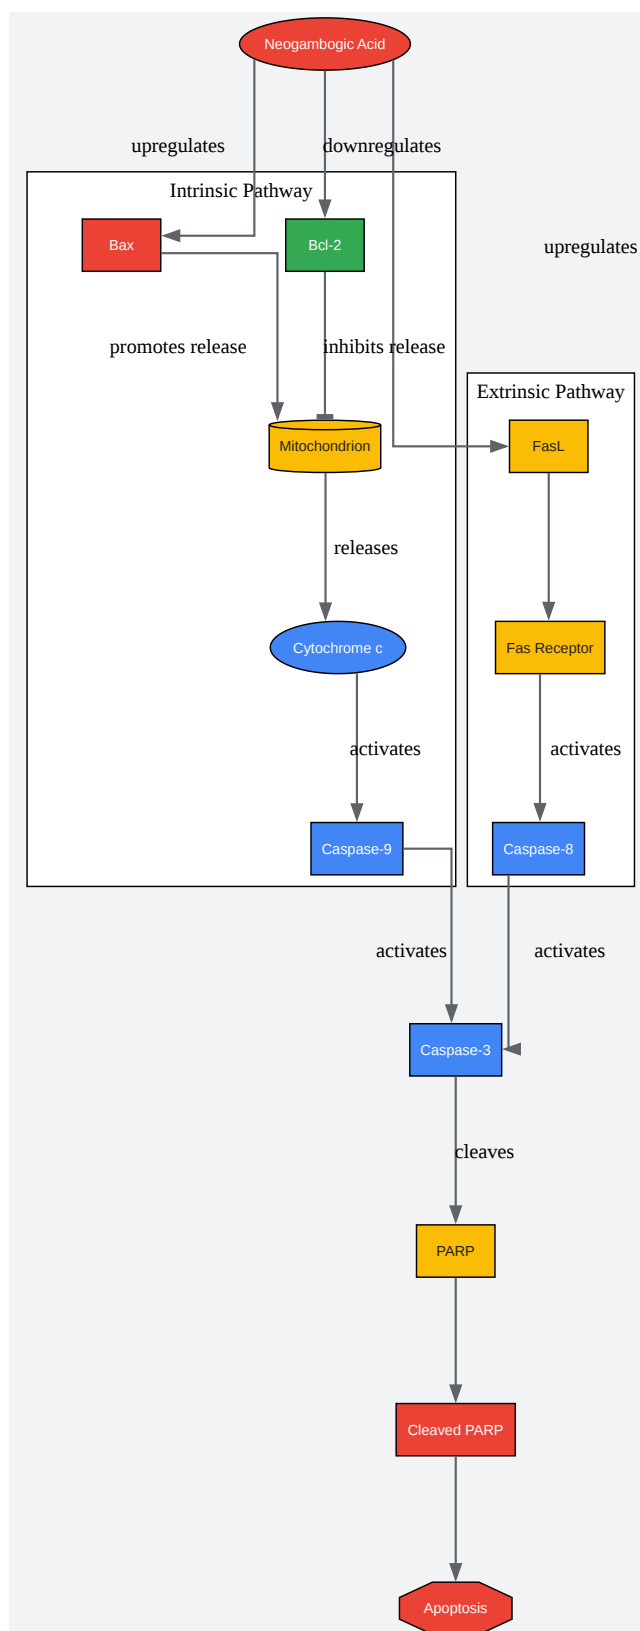 Neogambogic Acid
upregulates
downregulates
Intrinsic Pathway
Bax
Bcl-2
upregulates
promotes release
inhibits release
Extrinsic Pathway
Mitochondrion
FasL
releases
Cytochrome c
Fas Receptor
activates
activates
Caspase-9
Caspase-8
activates
activates
Caspase-3
cleaves
PARP
Cleaved PARP
Apoptosis